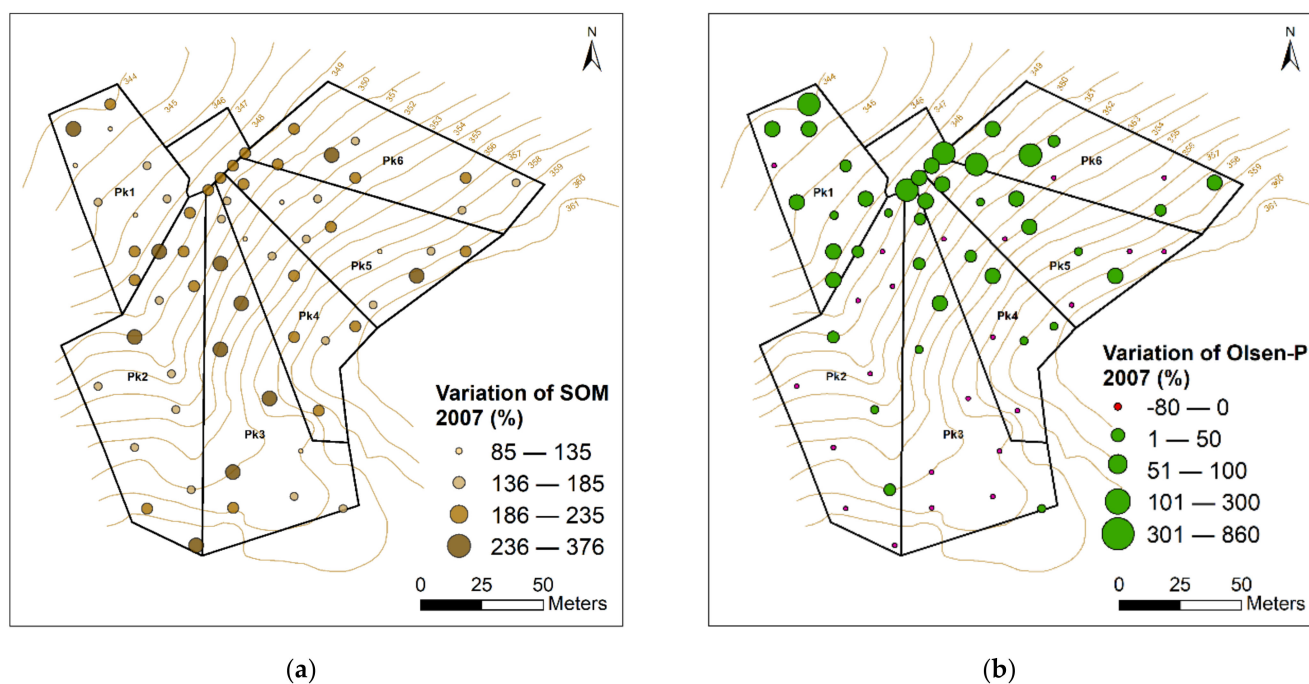 N
344
345
346
347
348
349
350
351
352
353
354
355
356
357
358
359
360
361
Pk1
Pk2
Pk3
Pk4
Pk5
Pk6
Variation of SOM
2007 (%)
85 — 135
136 — 185
186 — 235
236 — 376
0 25 50
Meters
(a)
N
344
345
346
347
348
349
350
351
352
353
354
355
356
357
358
359
360
361
Pk1
Pk2
Pk3
Pk4
Pk5
Pk6
Variation of Olsen-P
2007 (%)
-80 — 0
1 — 50
51 — 100
101 — 300
301 — 860
0 25 50
Meters
(b)